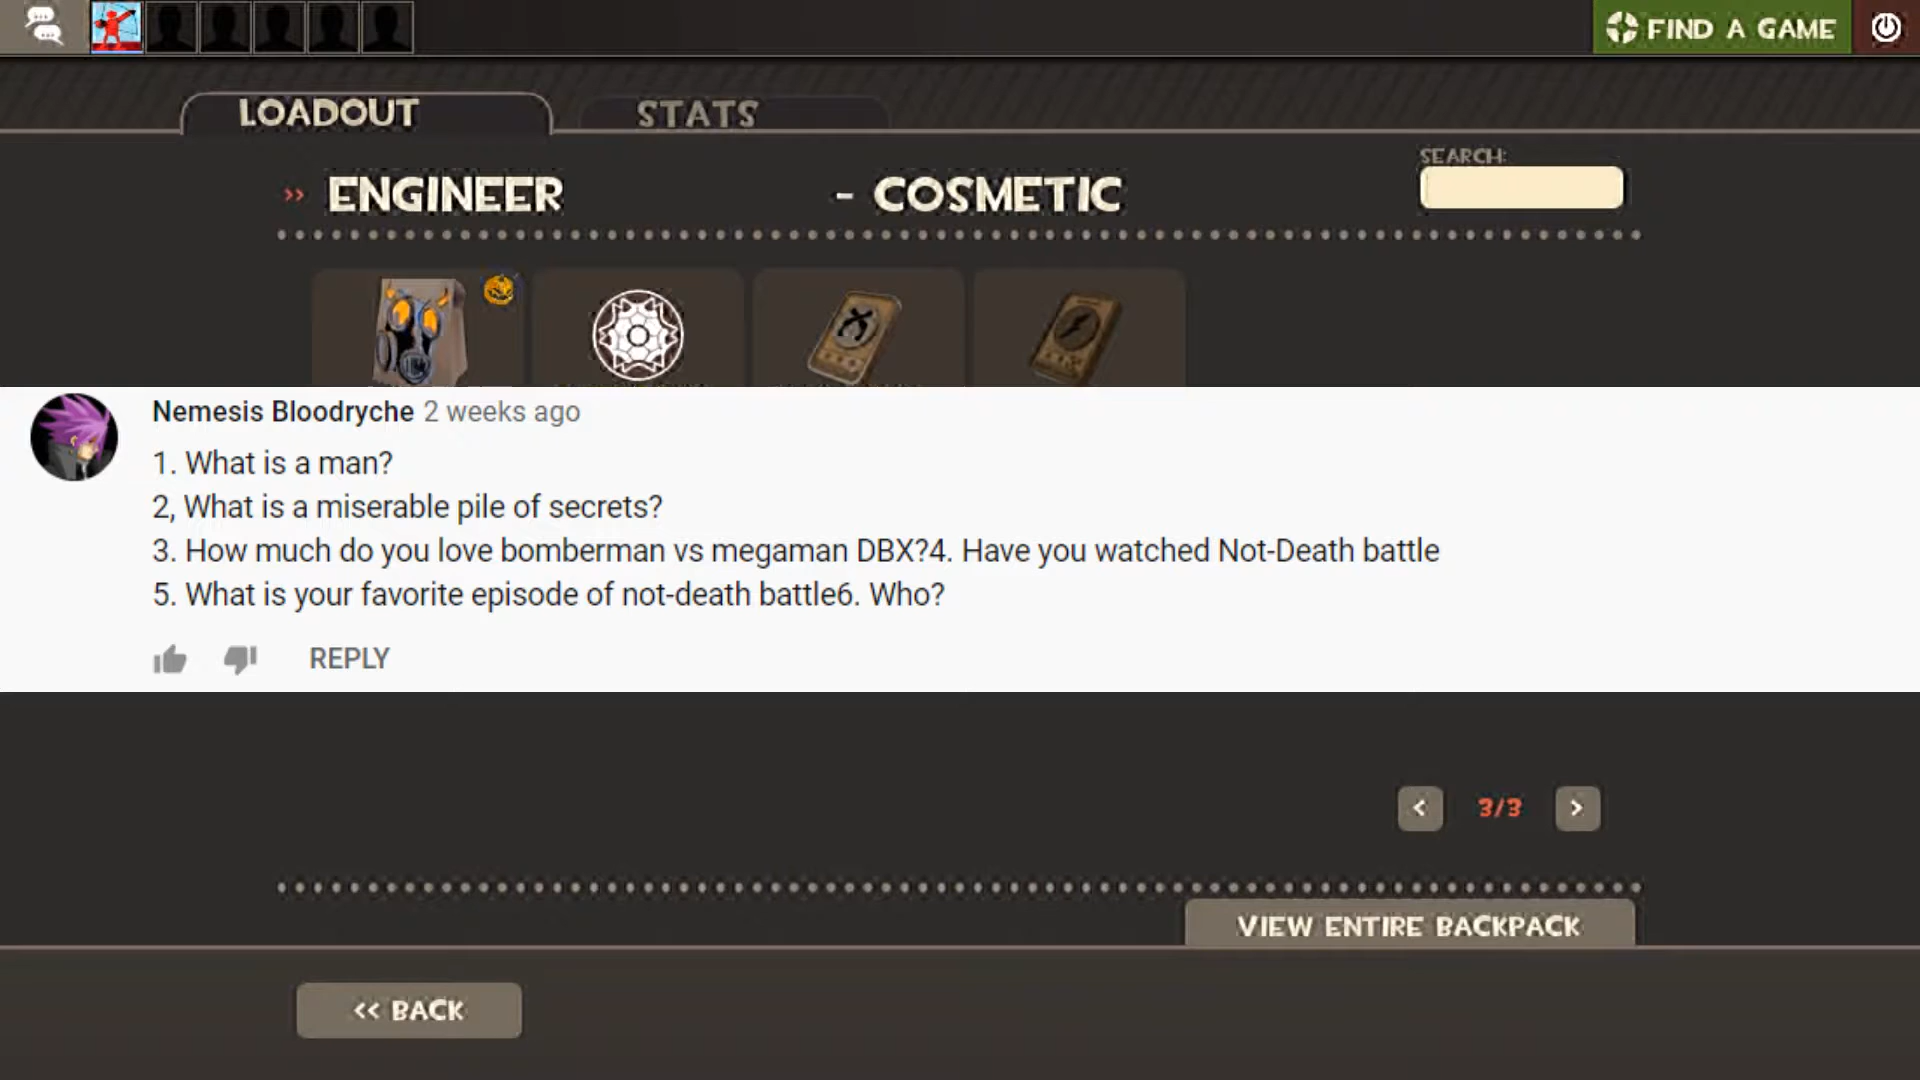 FIND A GAME
LOADOUT
STATS
SEARCH:
>> ENGINEER - COSMETIC
Nemesis Bloodryche 2 weeks ago
1. What is a man?
2, What is a miserable pile of secrets?
3. How much do you love bomberman vs megaman DBX?4. Have you watched Not-Death battle
5. What is your favorite episode of not-death battle6. Who?
REPLY
< 3/3 >
VIEW ENTIRE BACKPACK
<< BACK